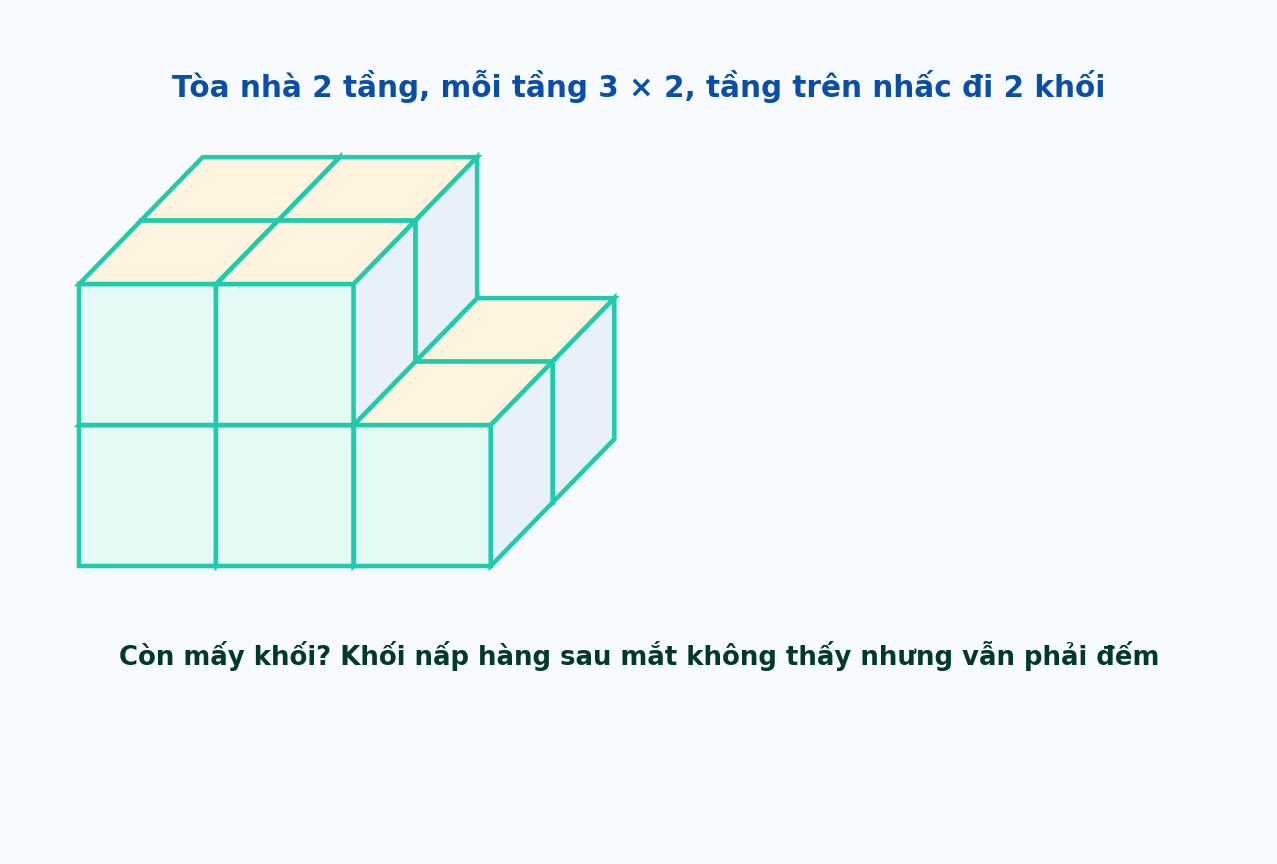 Tòa nhà 2 tầng, mỗi tầng 3 × 2, tầng trên nhấc đi 2 khối
Còn mấy khối? Khối nấp hàng sau mắt không thấy nhưng vẫn phải đếm